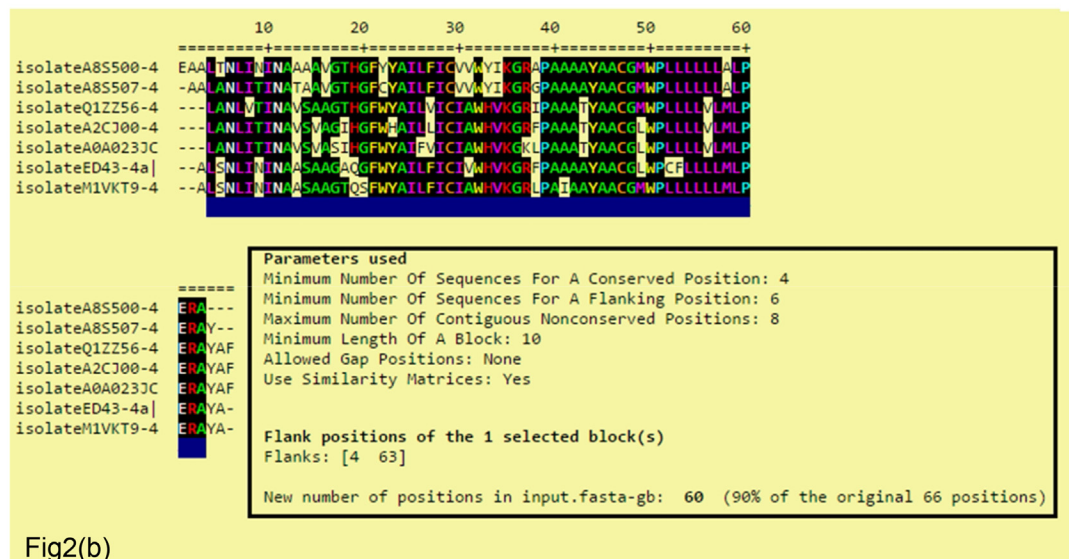 10 20 30 40 50 60
=========+=========+=========+=========+=========+=========+
isolateA8S500-4 EAALTNLININAAAAVGTHGFYYAILFICVVWYIKGRAPAAAAYAACGMWPLLLLLLALP
isolateA8S507-4 -AALANLITINATAAVGTHGFCYAILFICVVWYIKGRGPAAAAYAACGMWPLLLLLLALP
isolateQ1ZZ56-4 ---LANLVTINAVSAAGTHGFWYAILVICIAWHVKGRIPAAATYAACGMWPLLLLVLMLP
isolateA2CJ00-4 ---LANLITINAVSVAGIHGFWHAILLICIAWHVKGRFPAAATYAACGLWPLLLLVLMLP
isolateA0A023JC ---LANLITINAVSVASIHGFWYAIFVICIAWHVKGKLPAAATYAACGMWPLLLLVLMLP
isolateED43-4a| --ALSNLININAASAAGAQGFWYAILFICIVWHVKGRFPAAAAYAACGLWPCFLLLLMLP
isolateM1VKT9-4 --ALSNLININAASAAGTQSFWYAILFICIAWHVKGRLPAIAAYAACGMWPLLLLLLMLP
======
isolateA8S500-4 ERA---
isolateA8S507-4 ERAY--
isolateQ1ZZ56-4 ERAYAF
isolateA2CJ00-4 ERAYAF
isolateA0A023JC ERAYAF
isolateED43-4a| ERAYA-
isolateM1VKT9-4 ERAYA-
Parameters used
Minimum Number Of Sequences For A Conserved Position: 4
Minimum Number Of Sequences For A Flanking Position: 6
Maximum Number Of Contiguous Nonconserved Positions: 8
Minimum Length Of A Block: 10
Allowed Gap Positions: None
Use Similarity Matrices: Yes
Flank positions of the 1 selected block(s)
Flanks: [4 63]
New number of positions in input.fasta-gb: 60 (90% of the original 66 positions)
Fig2(b)